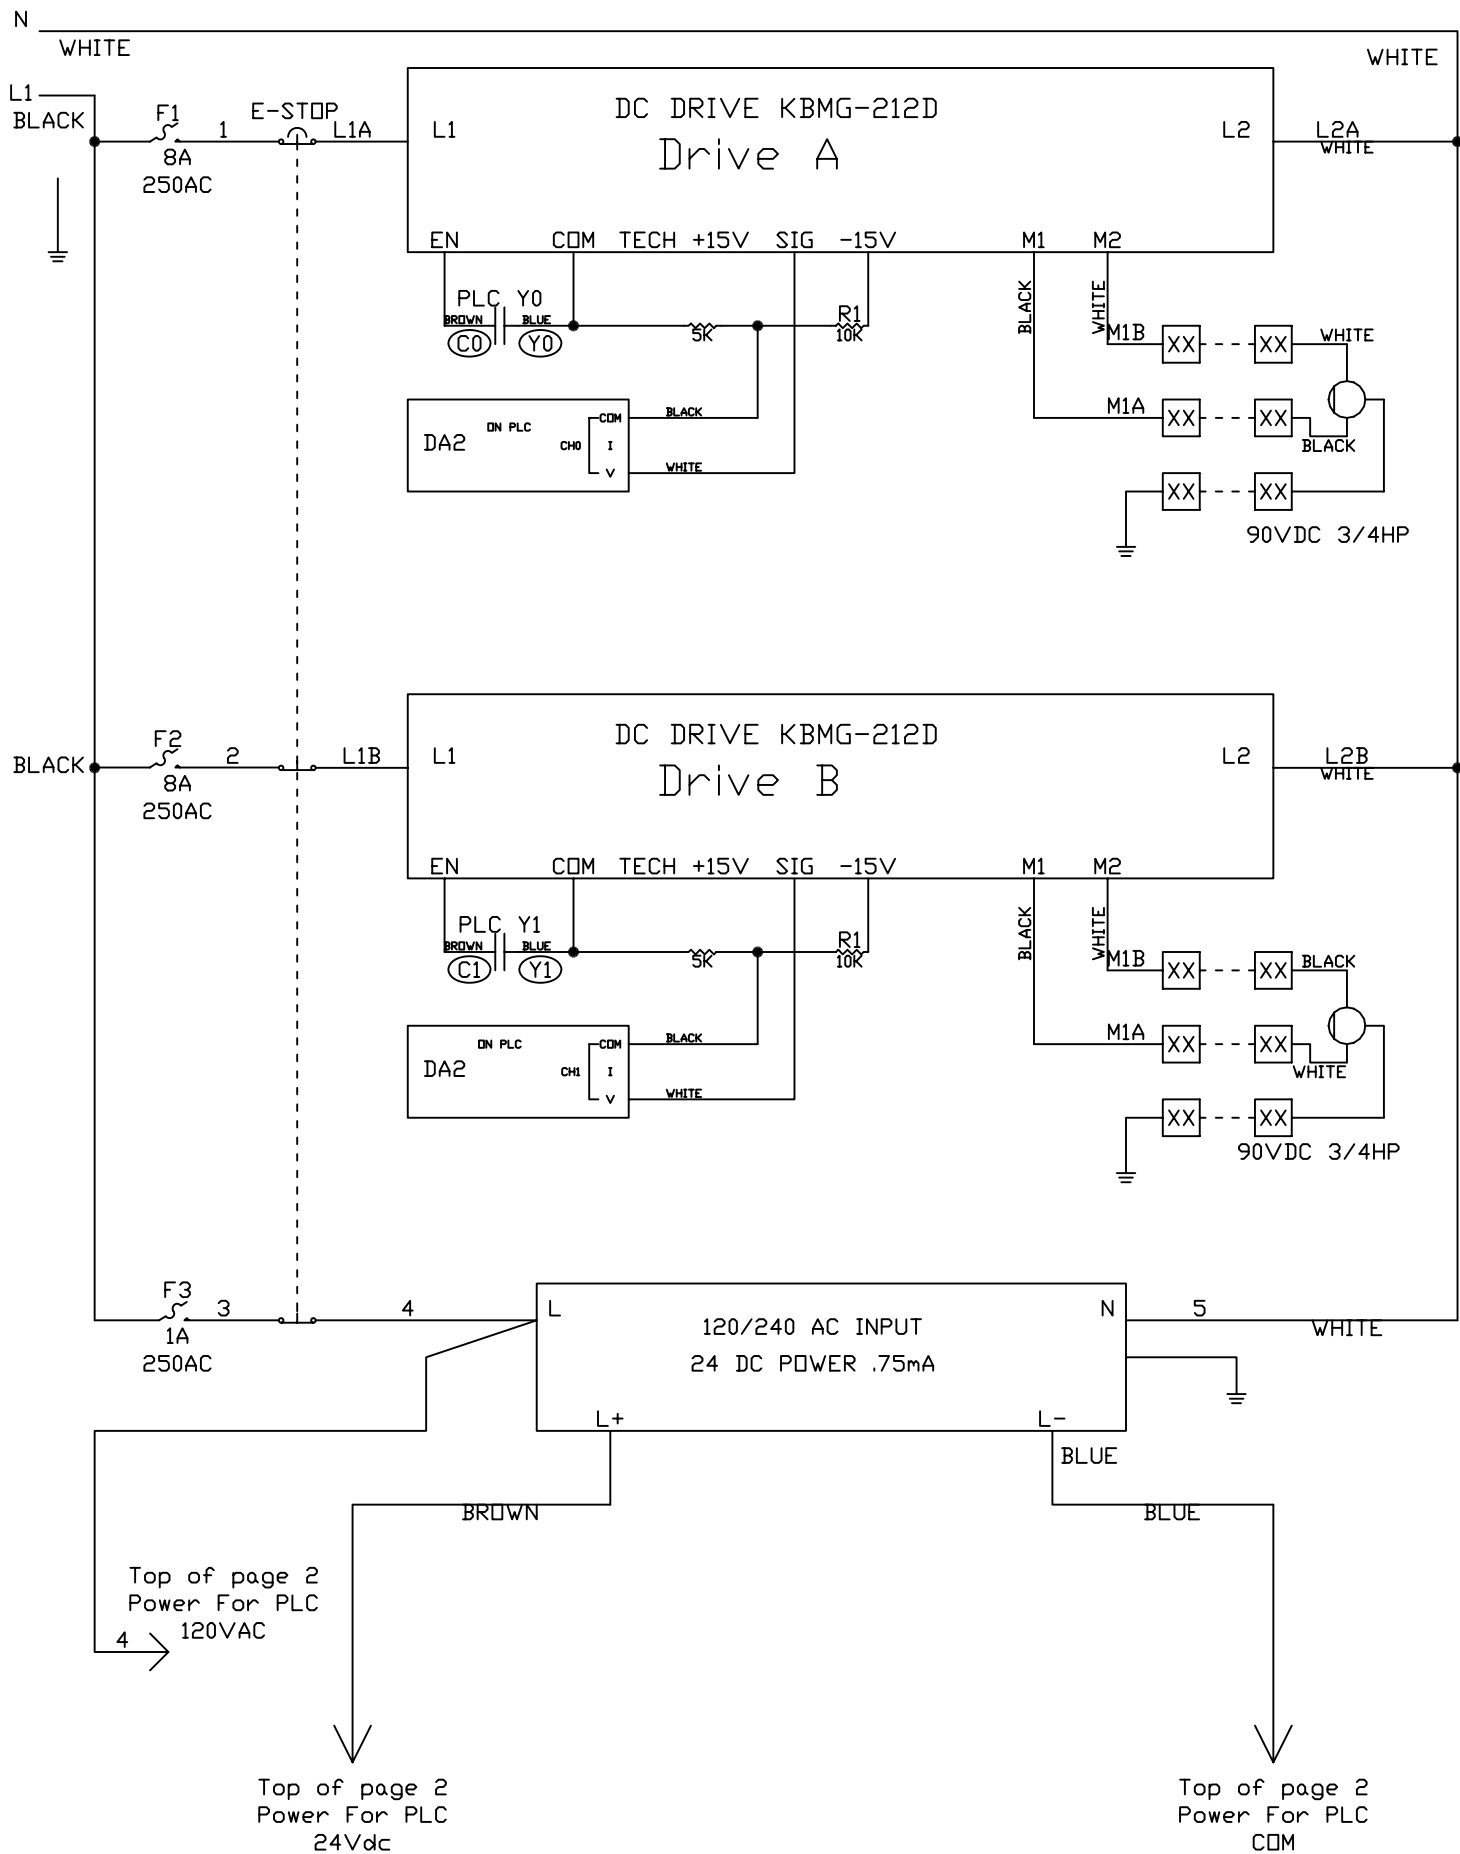 N
WHITE
WHITE
L1
BLACK
F1
8A
250AC
1
E-STOP
L1A
L1
DC DRIVE KBMG-212D
Drive A
L2
L2A
WHITE
EN
COM
TECH
+15V
SIG
-15V
M1
M2
PLC Y0
BROWN
BLUE
C0
Y0
5K
R1
10K
BLACK
WHITE
M1B
XX
XX
WHITE
DA2
ON PLC
CH0
COM
I
V
BLACK
WHITE
M1A
XX
XX
BLACK
XX
XX
90VDC 3/4HP
BLACK
F2
8A
250AC
2
L1B
L1
DC DRIVE KBMG-212D
Drive B
L2
L2B
WHITE
EN
COM
TECH
+15V
SIG
-15V
M1
M2
PLC Y1
BROWN
BLUE
C1
Y1
5K
R1
10K
BLACK
WHITE
M1B
XX
XX
BLACK
DA2
ON PLC
CH1
COM
I
V
BLACK
WHITE
M1A
XX
XX
WHITE
XX
XX
90VDC 3/4HP
F3
1A
250AC
3
4
L
120/240 AC INPUT
24 DC POWER .75mA
N
5
WHITE
L+
L-
BLUE
BROWN
BLUE
Top of page 2
Power For PLC
120VAC
4
Top of page 2
Power For PLC
24Vdc
Top of page 2
Power For PLC
COM